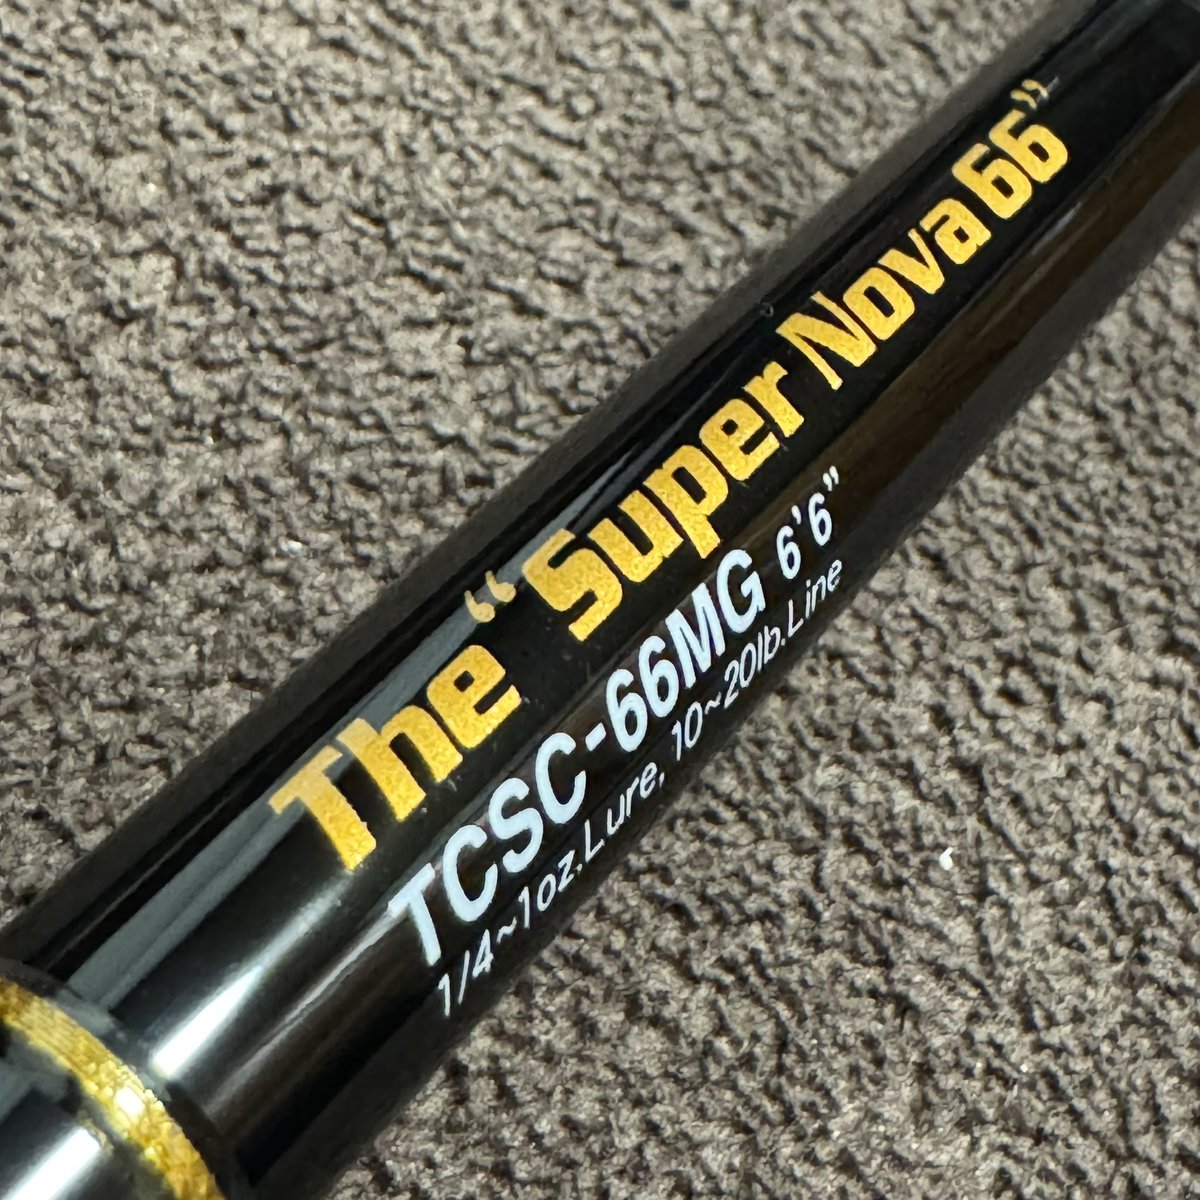 The “Super Nova 66”
TCSC-66MG 6’6”
1/4~1oz.Lure, 10~20lb.Line